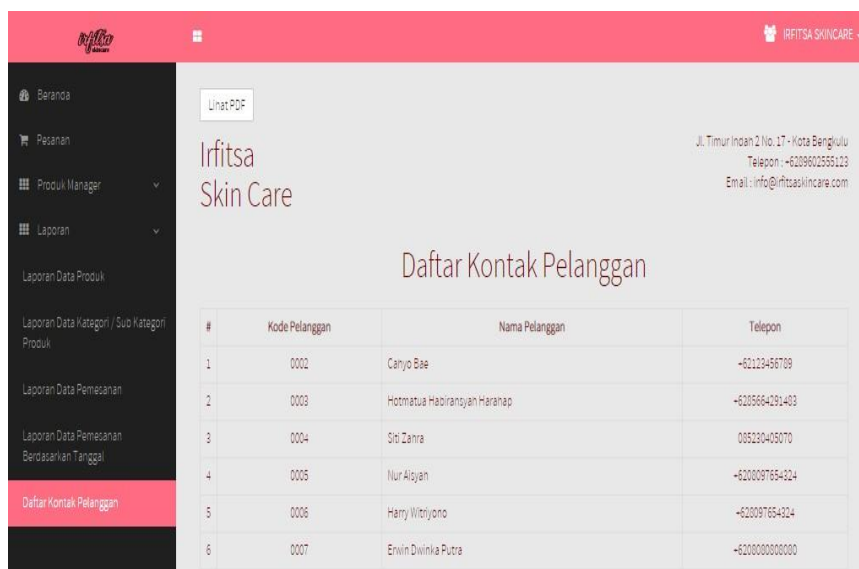 irfitsa
skincare
IRFITSA SKINCARE
Beranda
Pesanan
Produk Manager
Laporan
Laporan Data Produk
Laporan Data Kategori / Sub Kategori
Produk
Laporan Data Pemesanan
Laporan Data Pemesanan
Berdasarkan Tanggal
Daftar Kontak Pelanggan
Lihat PDF
Irfitsa
Skin Care
Jl. Timur Indah 2 No. 17 - Kota Bengkulu
Telepon : +6289602555123
Email : info@irfitsaskincare.com
Daftar Kontak Pelanggan
# Kode Pelanggan Nama Pelanggan Telepon
1 0002 Cahyo Bae +62123456789
2 0003 Hotmatua Habiransyah Harahap +6285664291483
3 0004 Siti Zahra 085230405070
4 0005 Nur Aisyah +6208097654324
5 0006 Harry Witriyono +628097654324
6 0007 Erwin Dwinka Putra +6208080808080